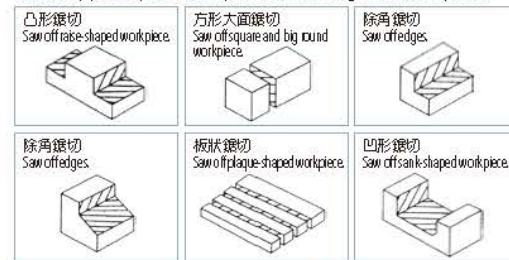 凸形鋸切
Saw off raise-shaped workpiece.
方形大面鋸切
Saw off square and big round
workpiece.
除角鋸切
Saw off edges.
除角鋸切
Saw off edges.
板狀鋸切
Saw off plaque-shaped workpiece.
凹形鋸切
Saw off sank-shaped workpiece.